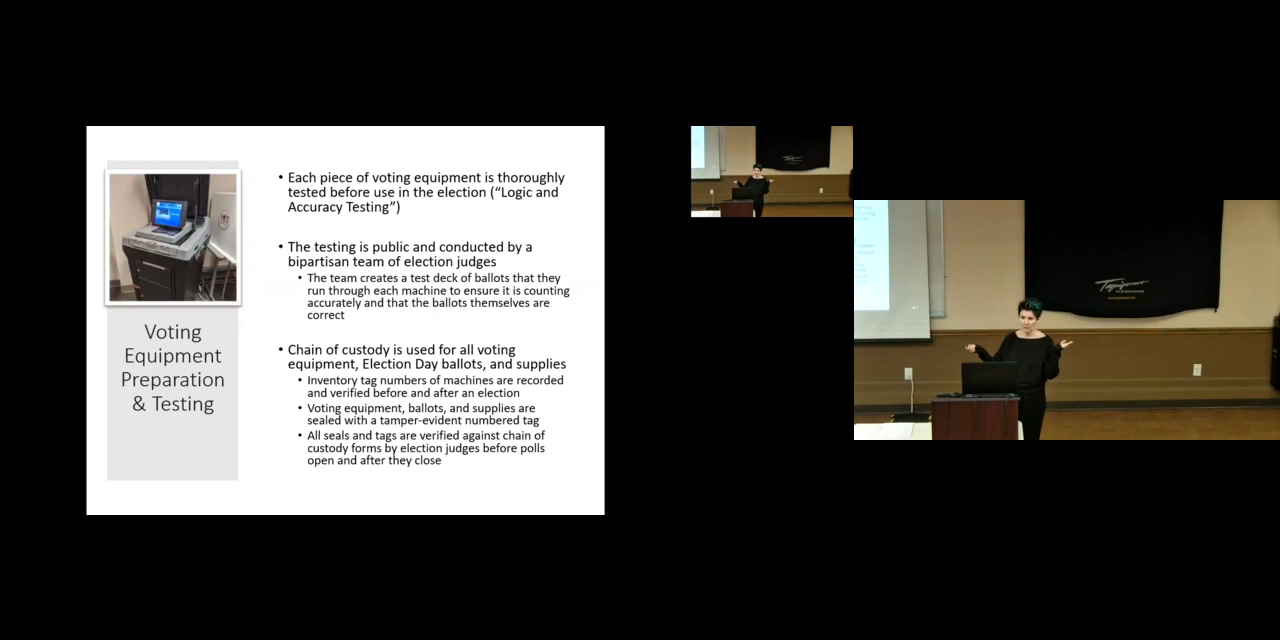 Voting
Equipment
Preparation
& Testing
• Each piece of voting equipment is thoroughly
tested before use in the election (“Logic and
Accuracy Testing”)
• The testing is public and conducted by a
bipartisan team of election judges
• The team creates a test deck of ballots that they
run through each machine to ensure it is counting
accurately and that the ballots themselves are
correct
• Chain of custody is used for all voting
equipment, Election Day ballots, and supplies
• Inventory tag numbers of machines are recorded
and verified before and after an election
• Voting equipment, ballots, and supplies are
sealed with a tamper-evident numbered tag
• All seals and tags are verified against chain of
custody forms by election judges before polls
open and after they close